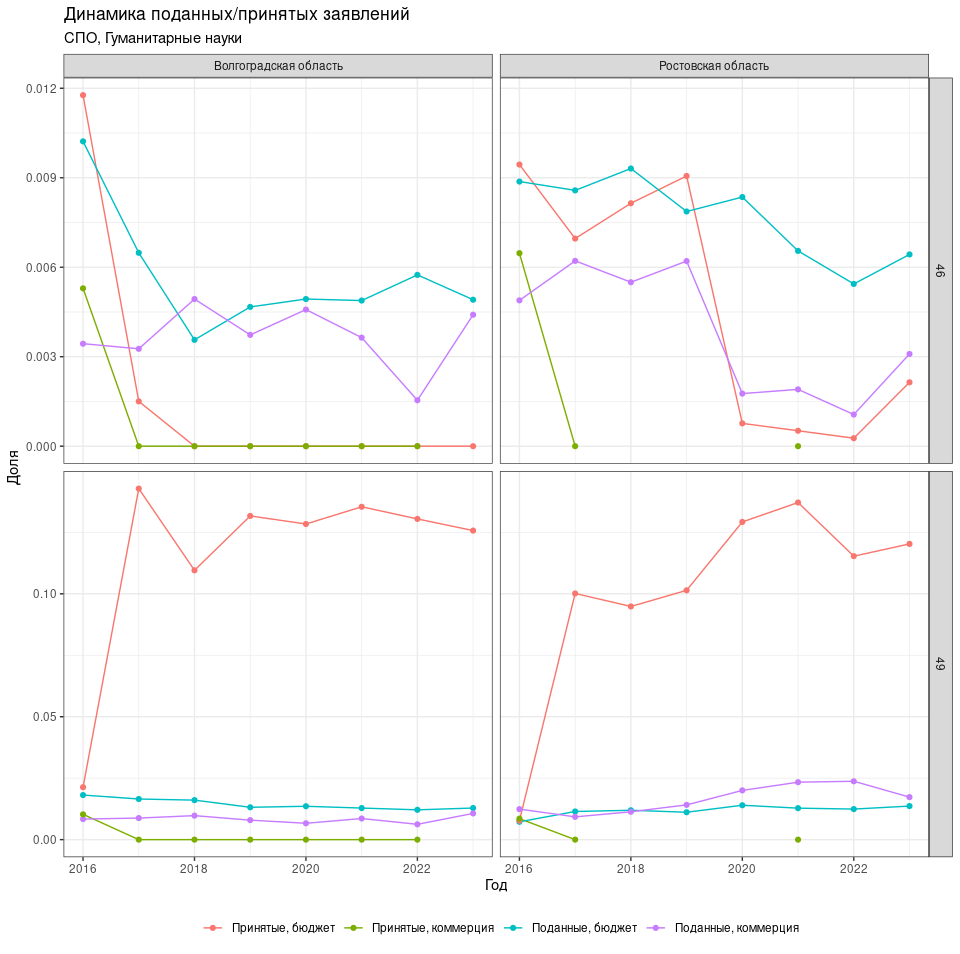 Динамика поданных/принятых заявлений
СПО, Гуманитарные науки
Волгоградская область
Ростовская область
0.012
0.009
0.006
0.003
0.000
46
Доля
0.10
0.05
0.00
49
2016 2018 2020 2022
2016 2018 2020 2022
Год
Принятые, бюджет Принятые, коммерция Поданные, бюджет Поданные, коммерция